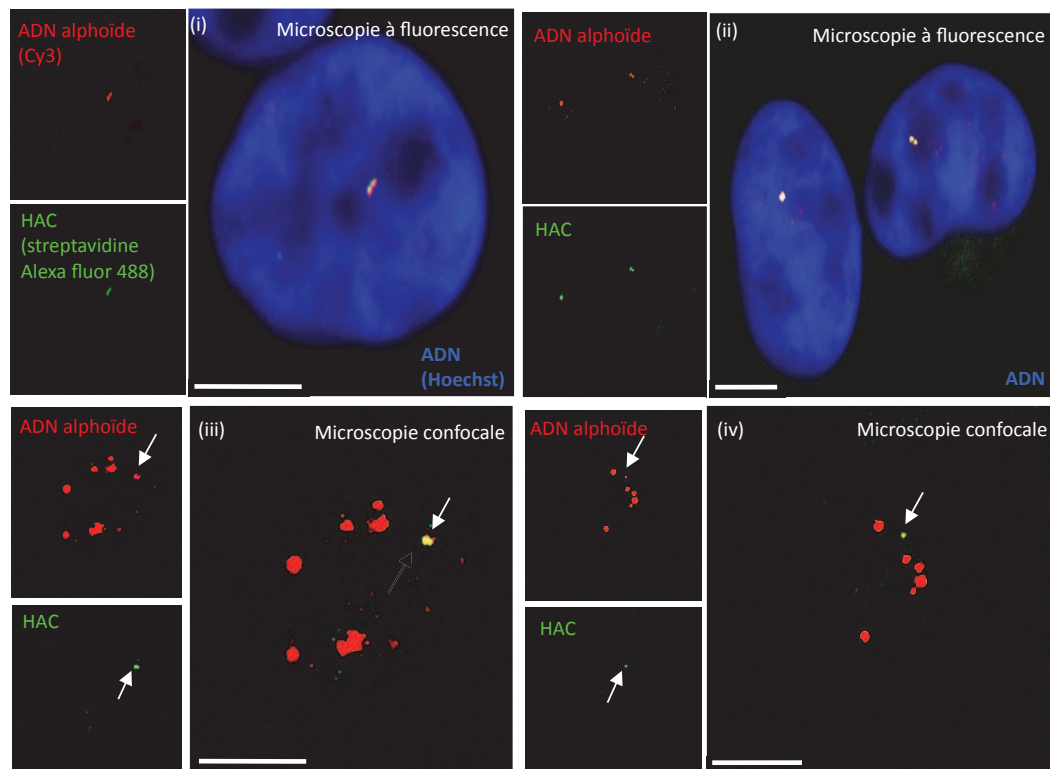 ADN alphoïde
(Cy3)
(i)
Microscopie à fluorescence
HAC
(streptavidine
Alexa fluor 488)
ADN
(Hoechst)
ADN alphoïde
(ii)
Microscopie à fluorescence
HAC
ADN
ADN alphoïde
(iii)
Microscopie confocale
HAC
ADN alphoïde
(iv)
Microscopie confocale
HAC